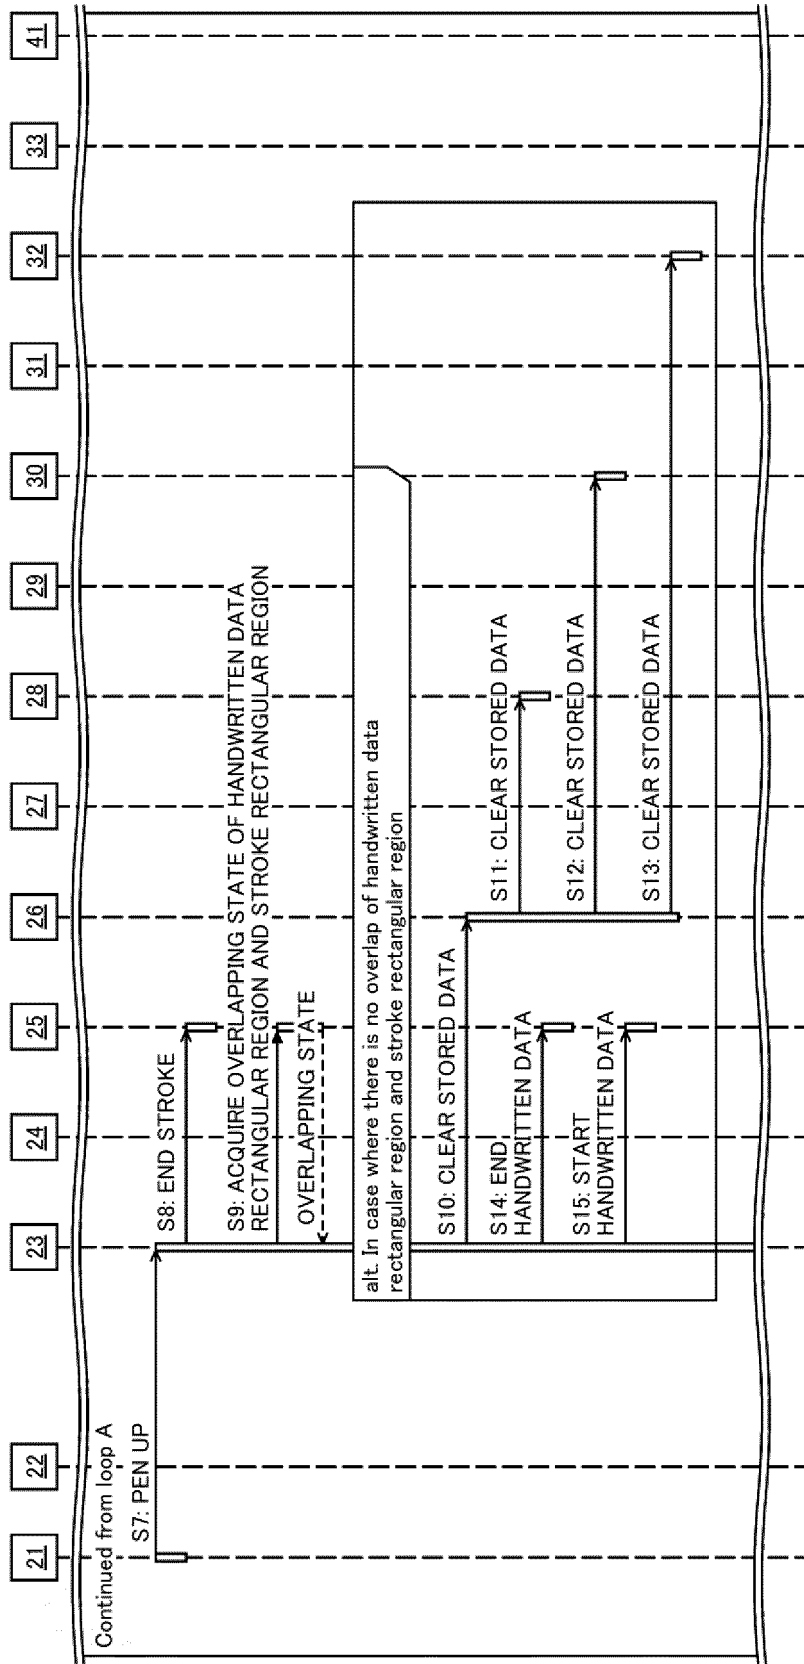 21
22
23
24
25
26
27
28
29
30
31
32
33
41
Continued from loop A
S7: PEN UP
S8: END STROKE
S9: ACQUIRE OVERLAPPING STATE OF HANDWRITTEN DATA
RECTANGULAR REGION AND STROKE RECTANGULAR REGION
OVERLAPPING STATE
alt. In case where there is no overlap of handwritten data
rectangular region and stroke rectangular region
S10: CLEAR STORED DATA
S11: CLEAR STORED DATA
S14: END
HANDWRITTEN DATA
S12: CLEAR STORED DATA
S15: START
HANDWRITTEN DATA
S13: CLEAR STORED DATA